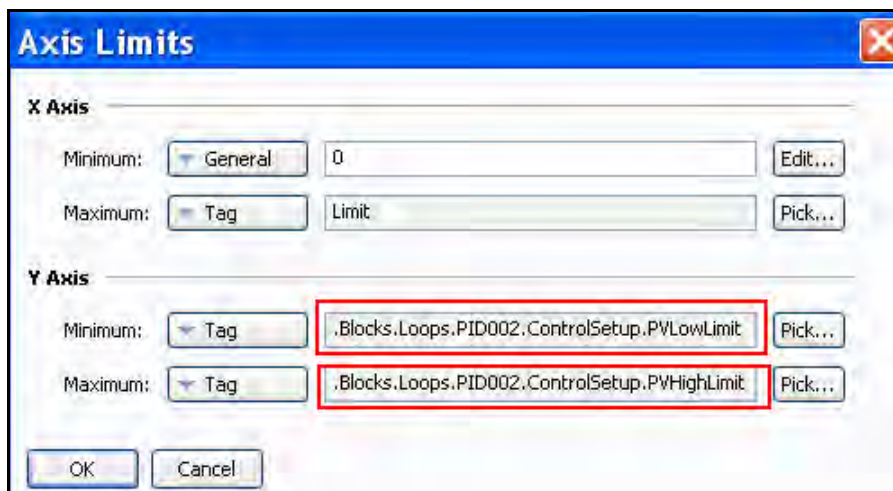 Axis Limits
X Axis
Minimum: General 0 Edit...
Maximum: Tag Limit Pick...
Y Axis
Minimum: Tag .Blocks.Loops.PID002.ControlSetup.PVLowLimit Pick...
Maximum: Tag .Blocks.Loops.PID002.ControlSetup.PVHighLimit Pick...
OK Cancel